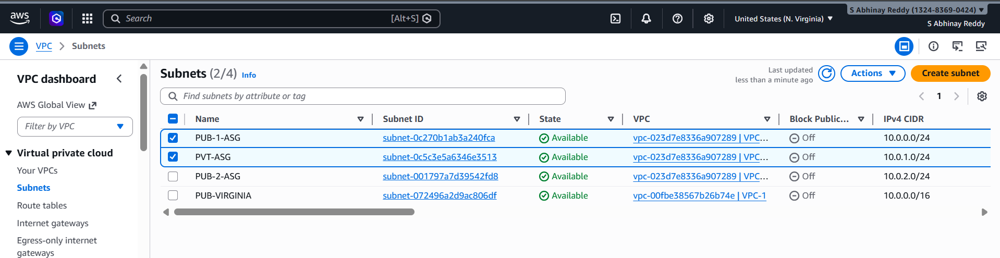 aws
Search [Alt+S]
United States (N. Virginia)
S Abhinay Reddy (1324-8369-0424)
S Abhinay Reddy
VPC Subnets
VPC dashboard
AWS Global View
Filter by VPC
Virtual private cloud
Your VPCs
Subnets
Route tables
Internet gateways
Egress-only internet
gateways
Subnets (2/4) Info
Last updated
less than a minute ago
Actions
Create subnet
Find subnets by attribute or tag
1
Name Subnet ID State VPC Block Public... IPv4 CIDR
PUB-1-ASG subnet-0c270b1ab3a240fca Available vpc-023d7e8336a907289 | VPC... Off 10.0.0.0/24
PVT-ASG subnet-0c5c3e5a6346e3513 Available vpc-023d7e8336a907289 | VPC... Off 10.0.1.0/24
PUB-2-ASG subnet-001797a7d39542fd8 Available vpc-023d7e8336a907289 | VPC... Off 10.0.2.0/24
PUB-VIRGINIA subnet-072496a2d9ac806df Available vpc-00fbe38567b26b74e | VPC-1 Off 10.0.0.0/16